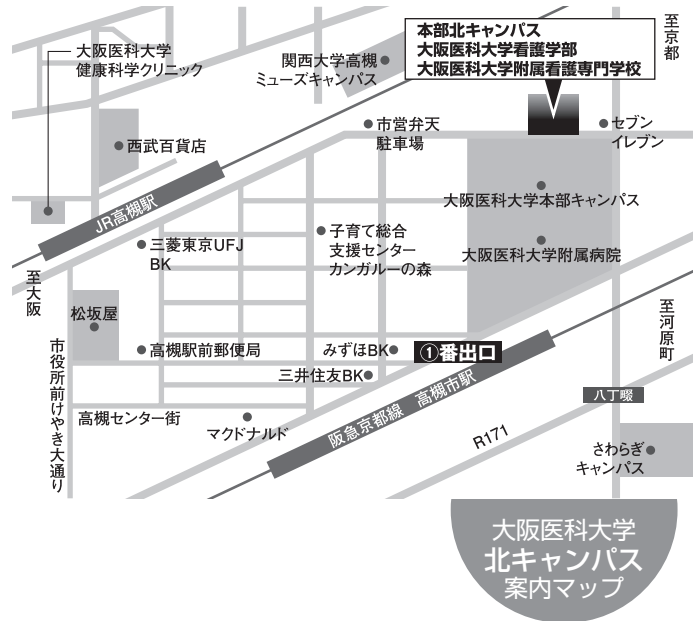 本部北キャンパス
大阪医科大学看護学部
大阪医科大学附属看護専門学校
至京都
大阪医科大学
健康科学クリニック
関西大学高槻
ミューズキャンパス
市営弁天
駐車場
セブン
イレブン
西武百貨店
大阪医科大学本部キャンパス
JR高槻駅
子育て総合
支援センター
カンガルーの森
三菱東京UFJ
BK
大阪医科大学附属病院
至大阪
松坂屋
至河原町
高槻駅前郵便局
みずほBK
①番出口
三井住友BK
市役所前けやき大通り
高槻センター街
マクドナルド
阪急京都線 高槻市駅
八丁畷
R171
さわらぎ
キャンパス
大阪医科大学
北キャンパス
案内マップ